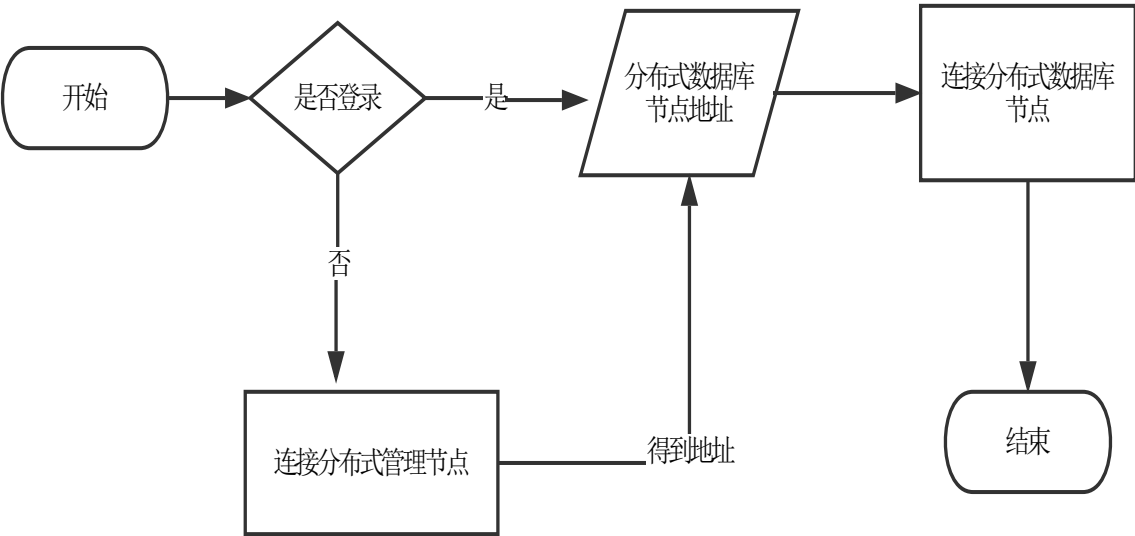 开始
是否登录
是
分布式数据库
节点地址
连接分布式数据库
节点
否
连接分布式管理节点
得到地址
结束